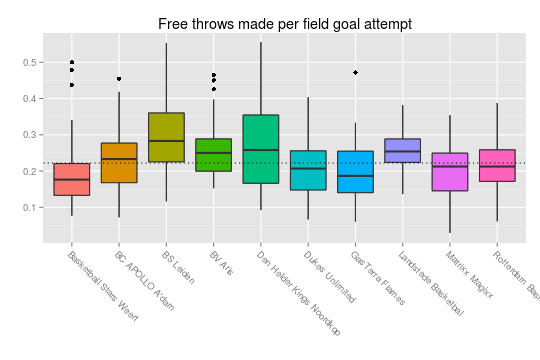 Free throws made per field goal attempt
0.5
0.4
0.3
0.2
0.1
Basketball Stars Weert
BC APOLLO A'dam
BS Leiden
BV Aris
Den Helder Kings Noordkop
Dukes Unlimited
GasTerra Flames
Landstede Basketbal
Matrixx Magixx
Rotterdam Bas